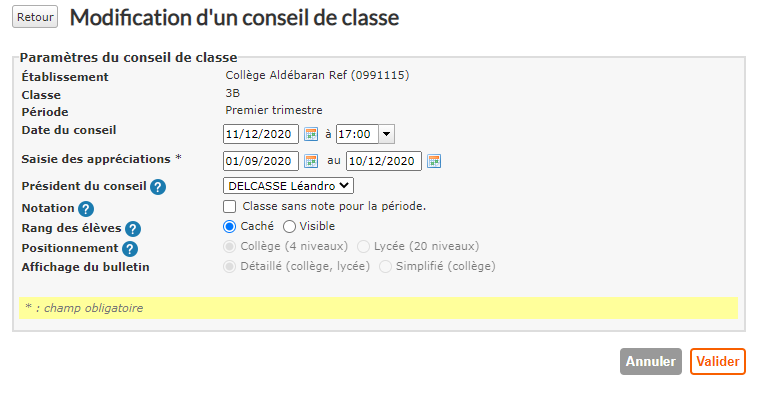 Retour Modification d'un conseil de classe
Paramètres du conseil de classe
Établissement Collège Aldébaran Ref (0991115)
Classe 3B
Période Premier trimestre
Date du conseil 11/12/2020 à 17:00
Saisie des appréciations * 01/09/2020 au 10/12/2020
Président du conseil ? DELCASSE Léandro
Notation ? Classe sans note pour la période.
Rang des élèves ? Caché Visible
Positionnement ? Collège (4 niveaux) Lycée (20 niveaux)
Affichage du bulletin Détaillé (collège, lycée) Simplifié (collège)
* : champ obligatoire
Annuler Valider